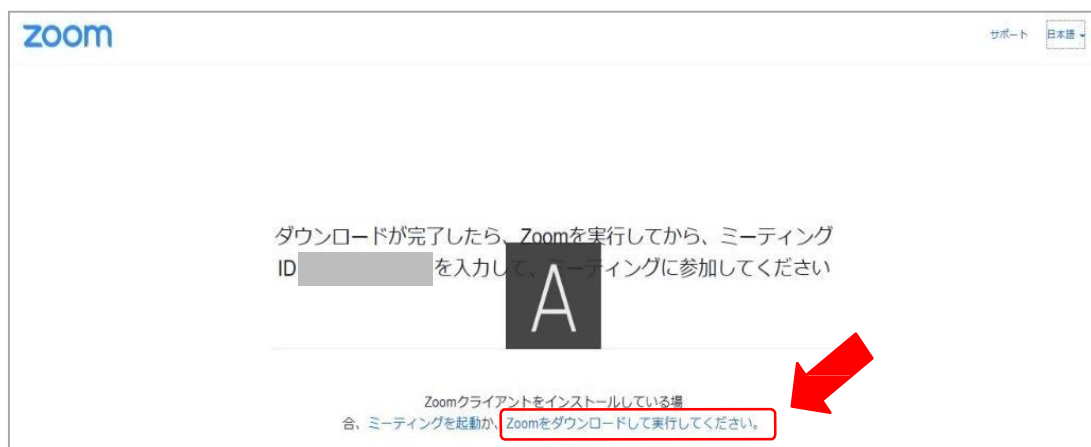 zoom
サポート 日本語
ダウンロードが完了したら、Zoomを実行してから、ミーティング
ID を入力して、ミーティングに参加してください
A
Zoomクライアントをインストールしている場
合、ミーティングを起動か、Zoomをダウンロードして実行してください。